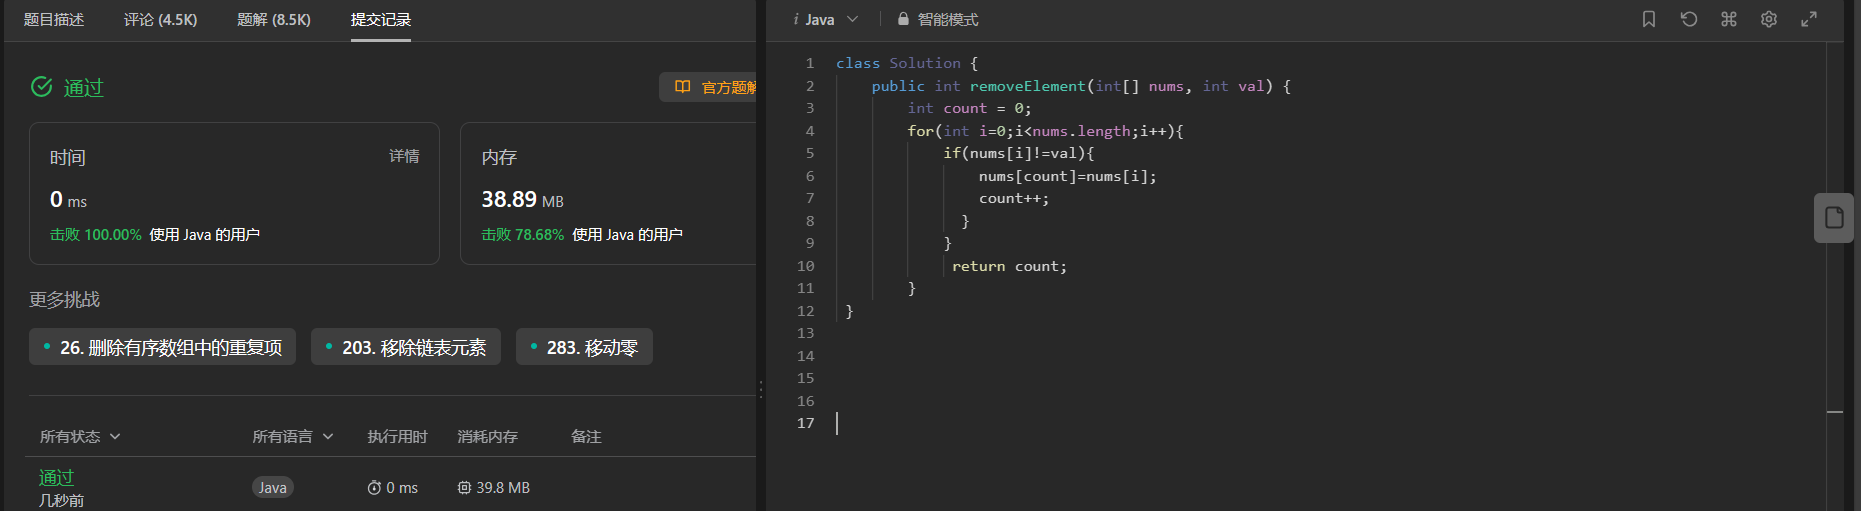 题目描述 评论 (4.5K) 题解 (8.5K) 提交记录
通过 官方题解
时间 详情
0 ms
击败 100.00% 使用 Java 的用户
内存
38.89 MB
击败 78.68% 使用 Java 的用户
更多挑战
26. 删除有序数组中的重复项 203. 移除链表元素 283. 移动零
所有状态 所有语言 执行用时 消耗内存 备注
通过 Java 0 ms 39.8 MB
几秒前
i Java 智能模式
1 class Solution {
2 public int removeElement(int[] nums, int val) {
3 int count = 0;
4 for(int i=0;i<nums.length;i++){
5 if(nums[i]!=val){
6 nums[count]=nums[i];
7 count++;
8 }
9 }
10 return count;
11 }
12 }
13
14
15
16
17